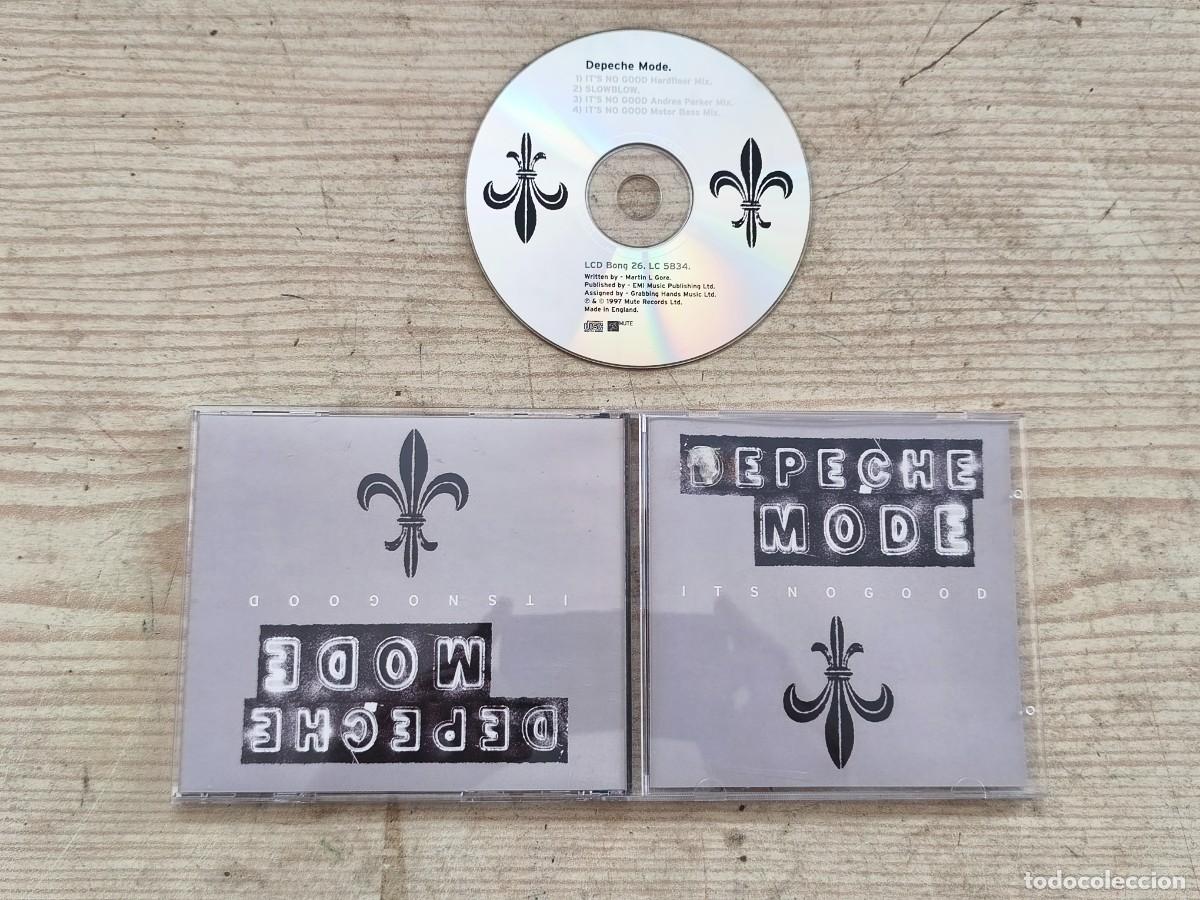 Depeche Mode.
1) IT'S NO GOOD Hardfloor Mix.
2) SLOWBLOW.
3) IT'S NO GOOD Andrea Parker Mix.
4) IT'S NO GOOD Motor Bass Mix.
LCD Bong 26. LC 5834.
Written by - Martin L Gore.
Published by - EMI Music Publishing Ltd.
Assigned by - Grabbing Hands Music Ltd.
℗ & © 1997 Mute Records Ltd.
Made in England.
MUTE
ITSNOGOOD
MODE
DEPECHE
DEPECHE
MODE
ITSNOGOOD
todocoleccion